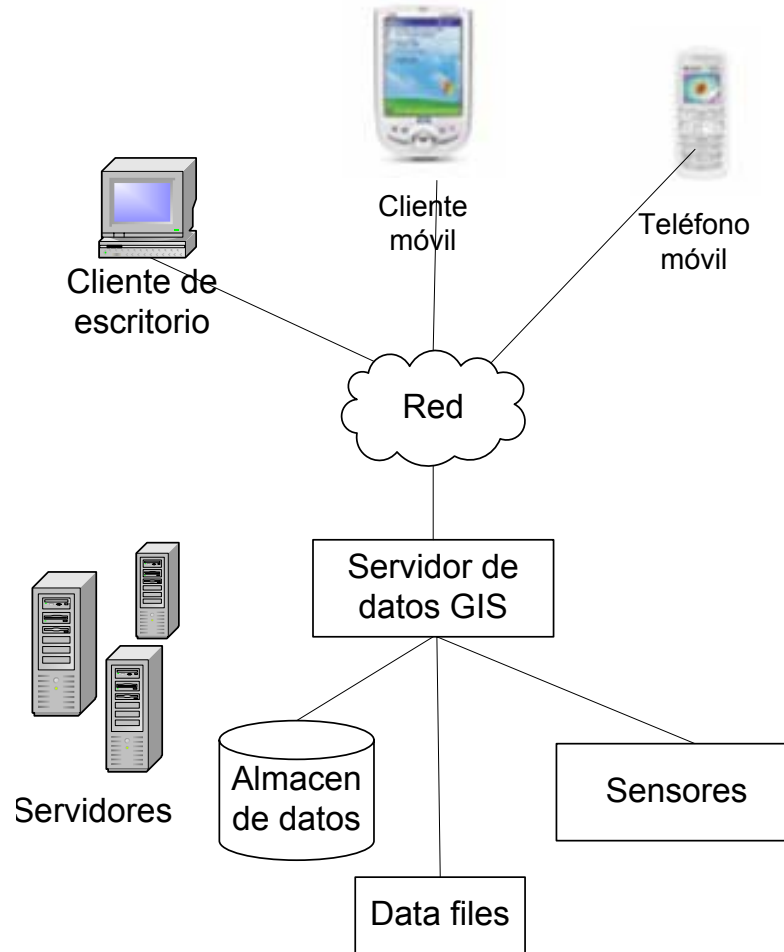 Cliente
móvil
Teléfono
móvil
Cliente de
escritorio
Red
Servidor de
datos GIS
Almacen
de datos
Sensores
Servidores
Data files